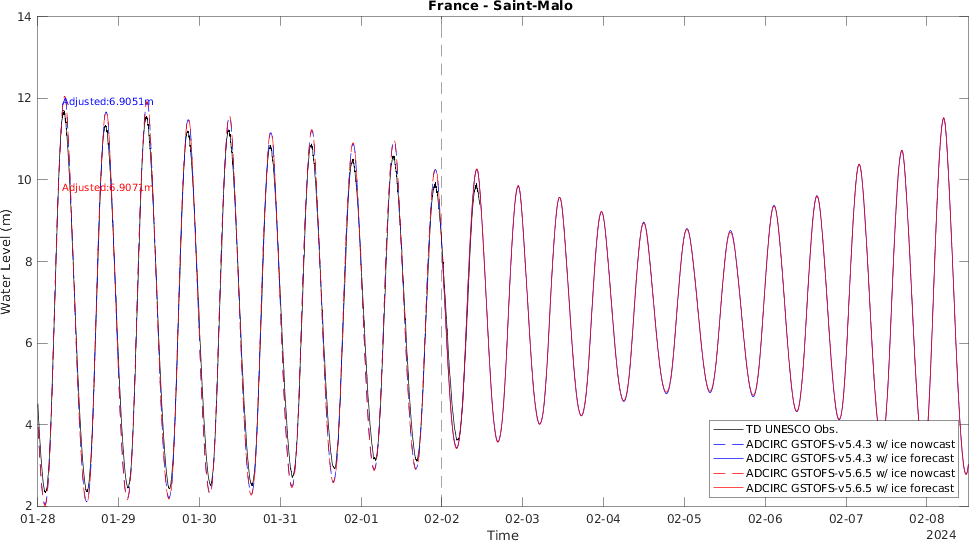 France - Saint-Malo
14
12
10
8
6
4
2
Water Level (m)
Adjusted:6.9051m
Adjusted:6.9071m
TD UNESCO Obs.
ADCIRC GSTOFS-v5.4.3 w/ ice nowcast
ADCIRC GSTOFS-v5.4.3 w/ ice forecast
ADCIRC GSTOFS-v5.6.5 w/ ice nowcast
ADCIRC GSTOFS-v5.6.5 w/ ice forecast
01-28 01-29 01-30 01-31 02-01 02-02 02-03 02-04 02-05 02-06 02-07 02-08
Time 2024